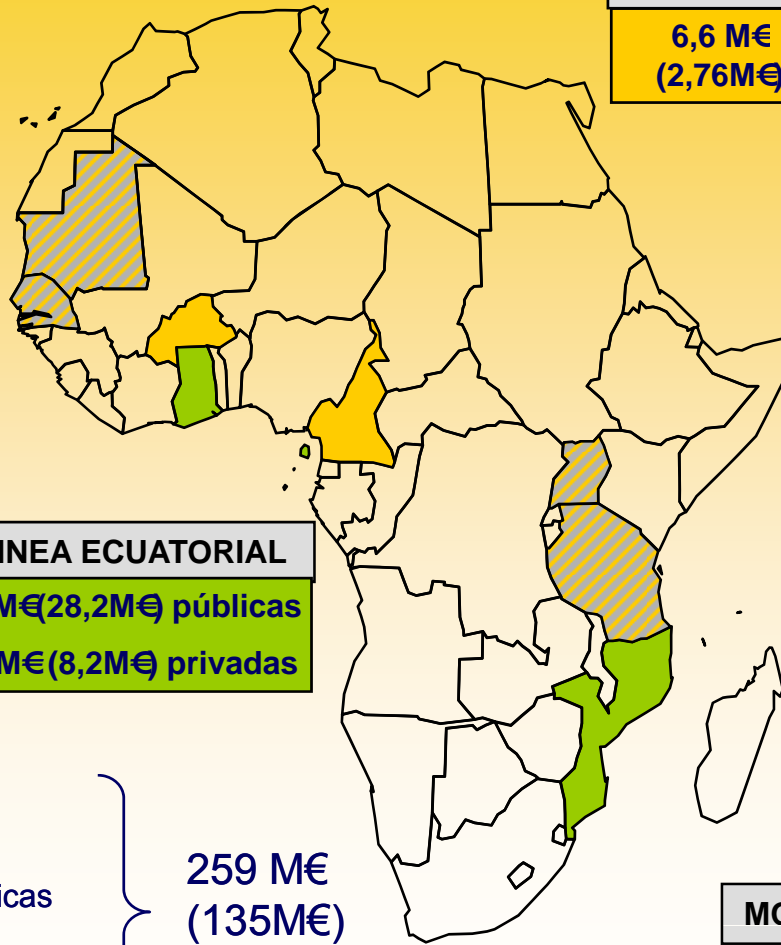 6,6 M€
(2,76M€)
INEA ECUATORIAL
M€(28,2M€) públicas
M€(8,2M€) privadas
icas
259 M€
(135M€)
MO